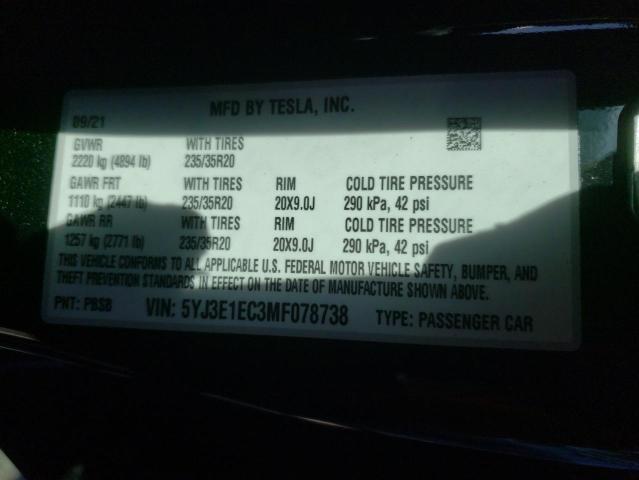 MFD BY TESLA, INC.
09/21
GVWR WITH TIRES
2220 kg (4894 lb) 235/35R20
GAWR FRT WITH TIRES RIM COLD TIRE PRESSURE
1110 kg (2447 lb) 235/35R20 20X9.0J 290 kPa, 42 psi
GAWR RR WITH TIRES RIM COLD TIRE PRESSURE
1257 kg (2771 lb) 235/35R20 20X9.0J 290 kPa, 42 psi
THIS VEHICLE CONFORMS TO ALL APPLICABLE U.S. FEDERAL MOTOR VEHICLE SAFETY, BUMPER, AND
THEFT PREVENTION STANDARDS IN EFFECT ON THE DATE OF MANUFACTURE SHOWN ABOVE.
PNT: PBSB VIN: 5YJ3E1EC3MF078738 TYPE: PASSENGER CAR